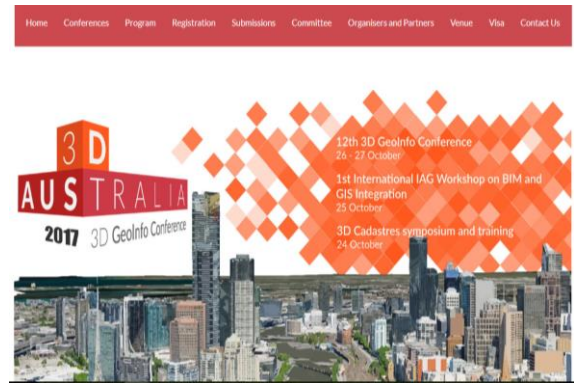 Home Conferences Program Registration Submissions Committee Organisers and Partners Venue Visa Contact Us
3D
AUSTRALIA
2017 3D GeoInfo Conference
12th 3D GeoInfo Conference
26 - 27 October
1st International IAG Workshop on BIM and
GIS Integration
25 October
3D Cadastres symposium and training
24 October